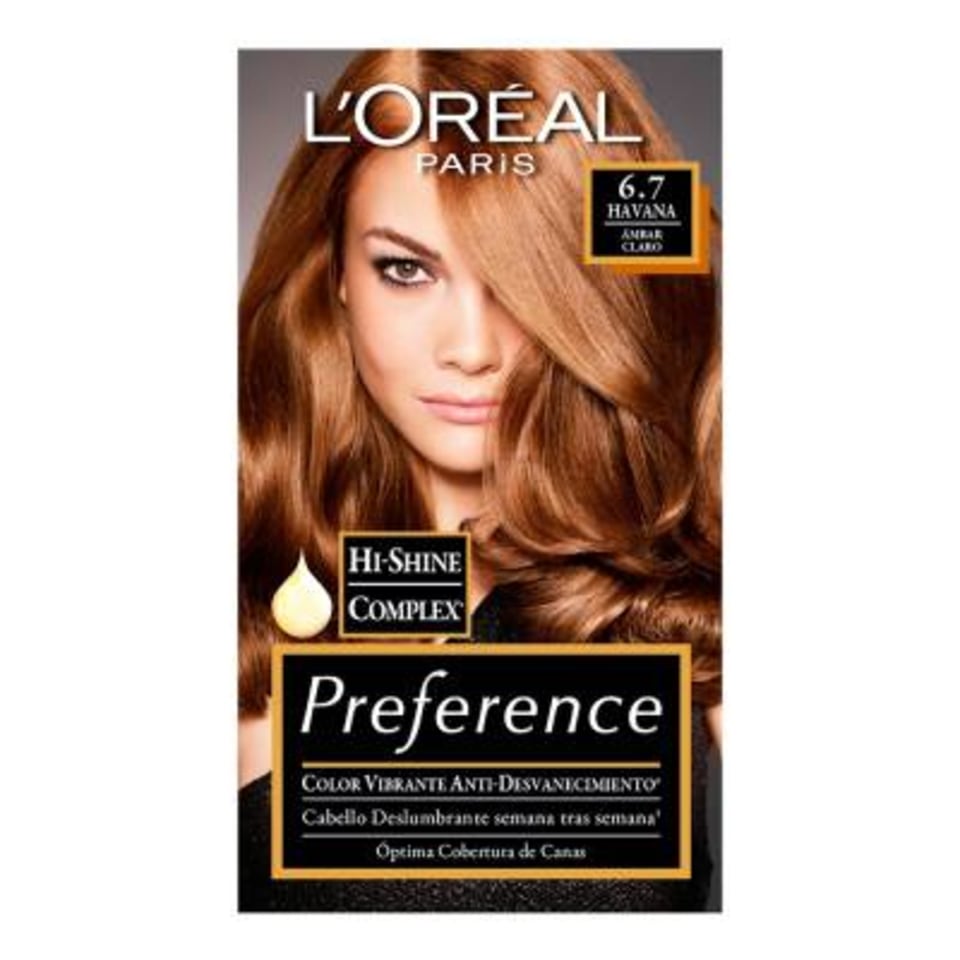 L'ORÉAL
PARiS
6.7
HAVANA
ÁMBAR
CLARO
HI-SHINE
COMPLEX
Preference
COLOR VIBRANTE ANTI-DESVANECIMIENTO
Cabello Deslumbrante semana tras semana
Óptima Cobertura de Canas